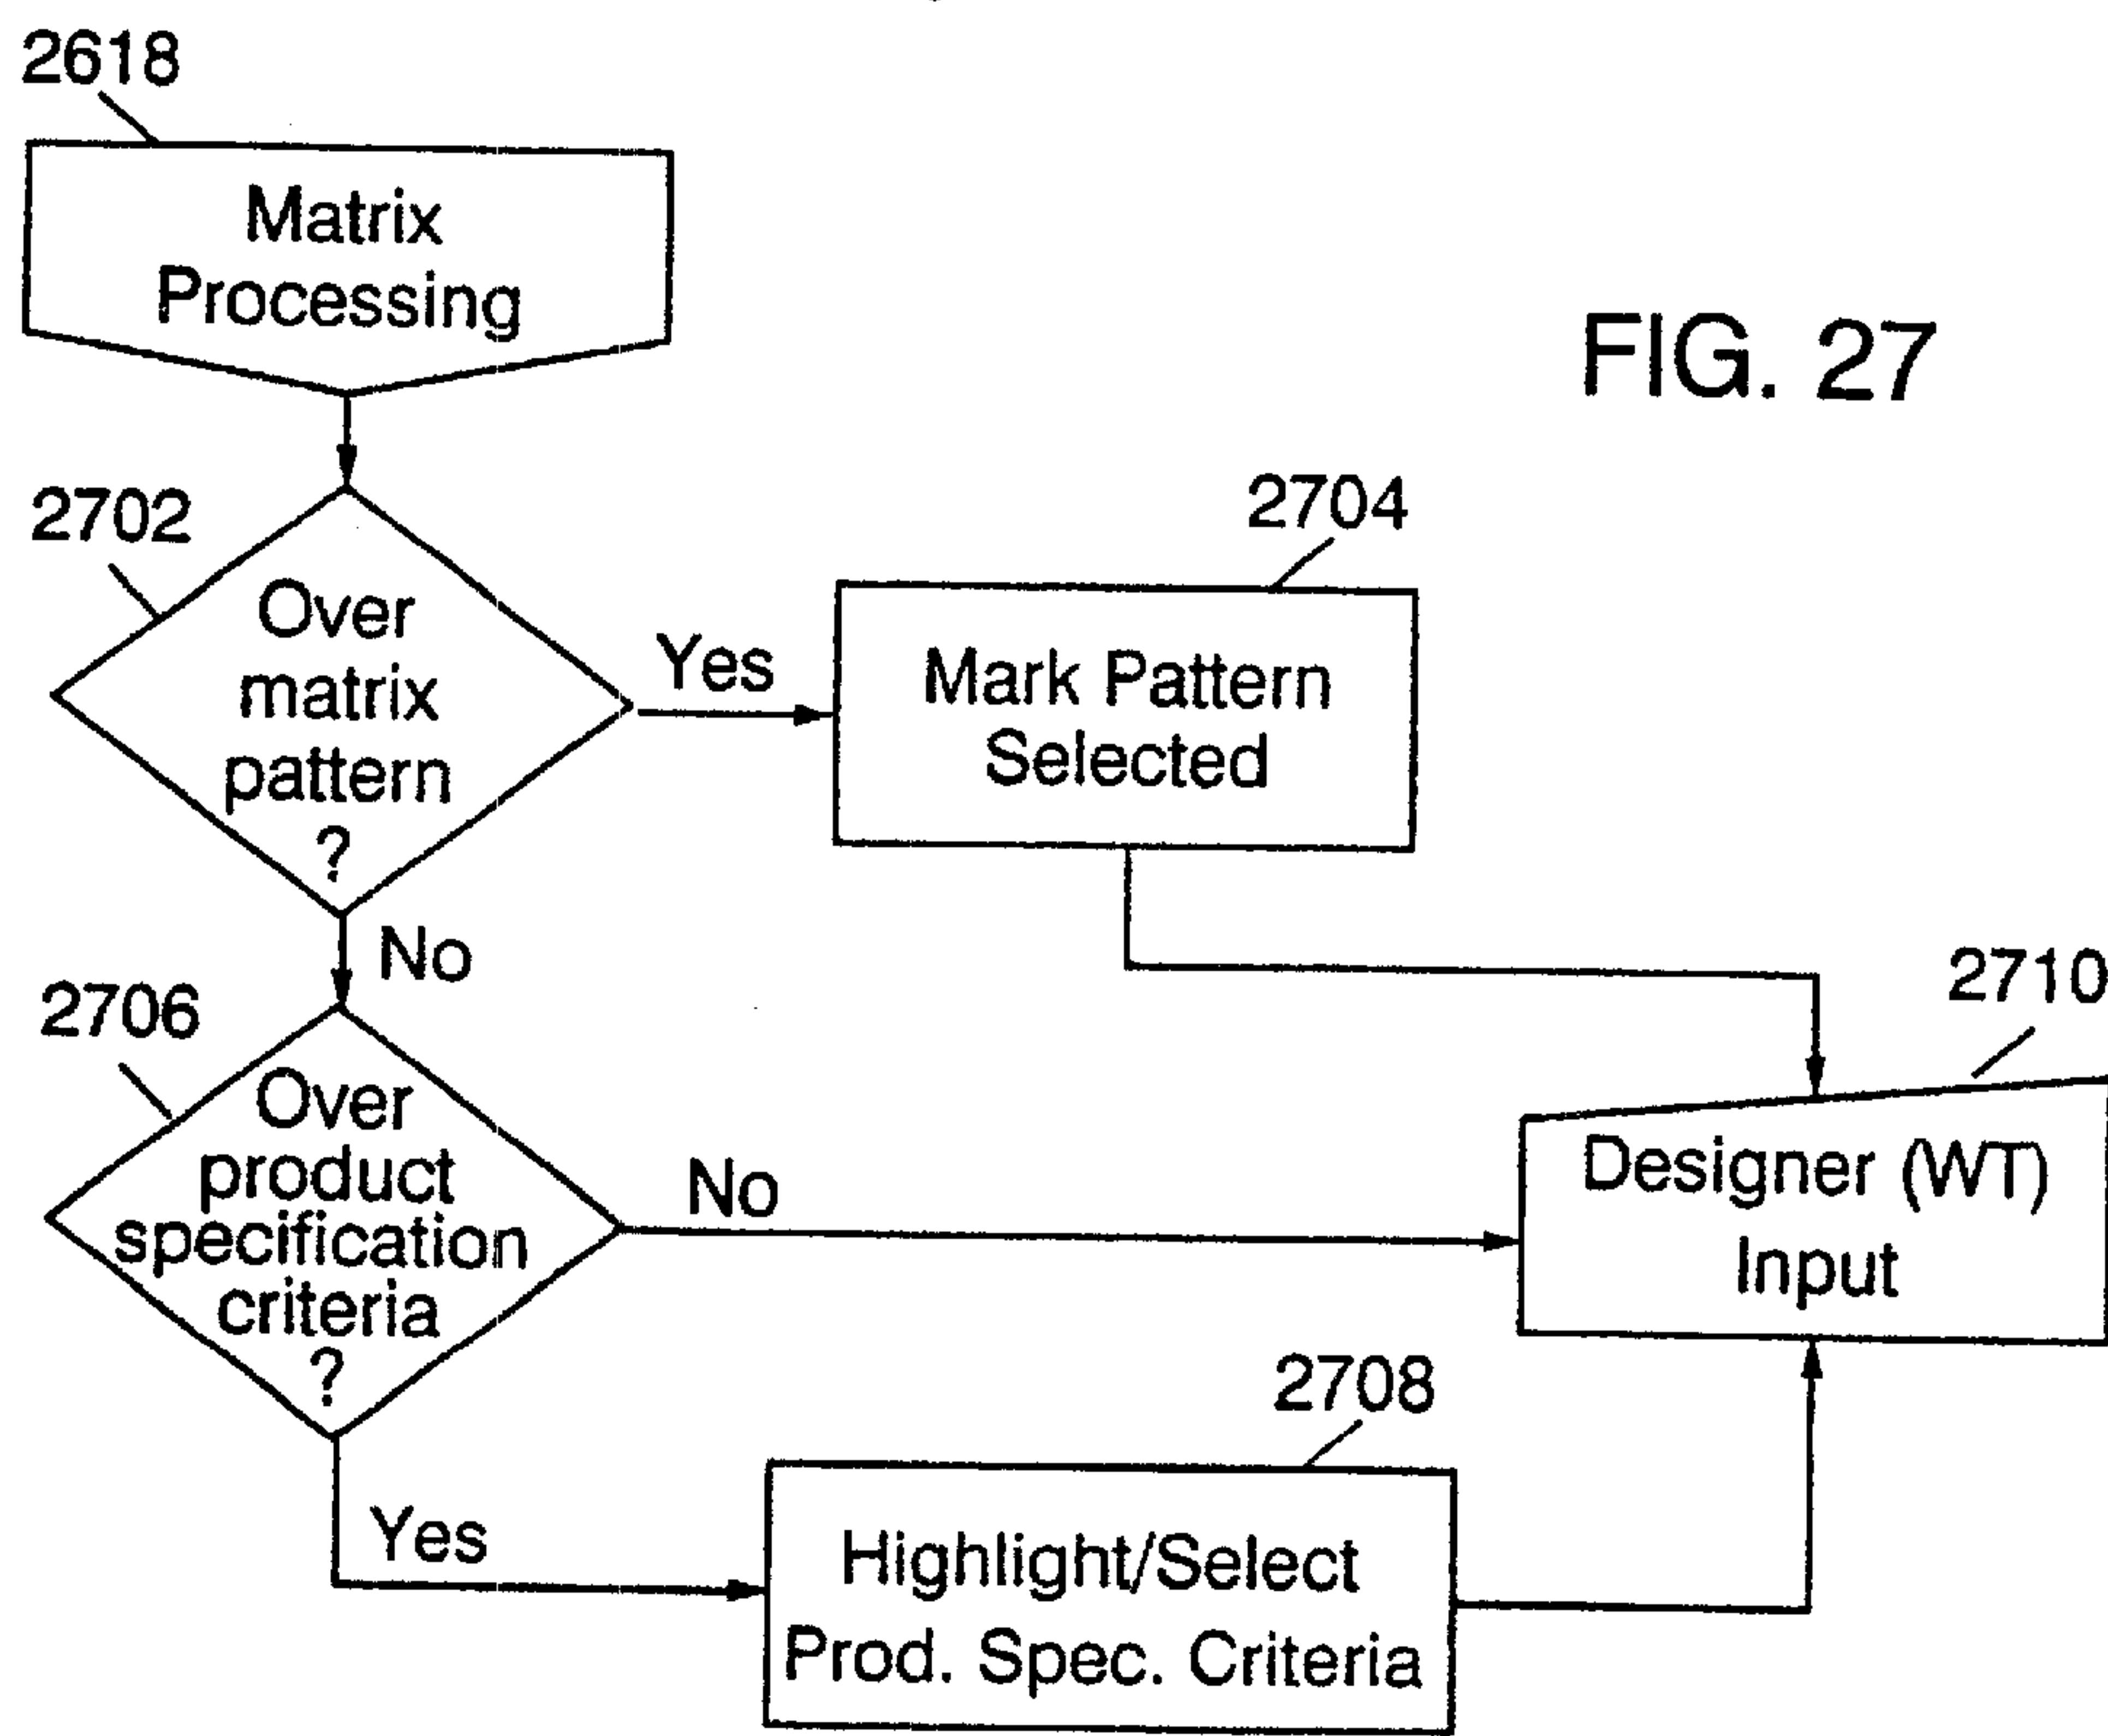 2618
Matrix
Processing
FIG. 27
2702
Over
matrix
pattern
?
Yes
2704
Mark Pattern
Selected
No
2706
Over
product
specification
criteria
?
No
2710
Designer (WT)
Input
Yes
2708
Highlight/Select
Prod. Spec. Criteria